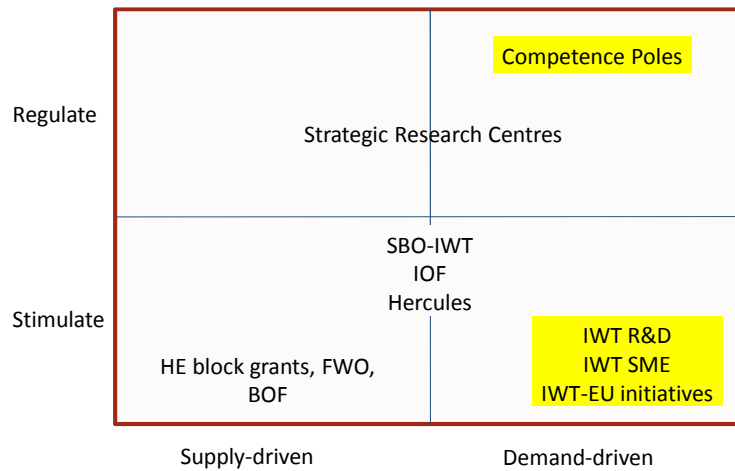 Competence Poles
Regulate
Strategic Research Centres
SBO-IWT
IOF
Hercules
Stimulate
IWT R&D
IWT SME
IWT-EU initiatives
HE block grants, FWO,
BOF
Supply-driven
Demand-driven